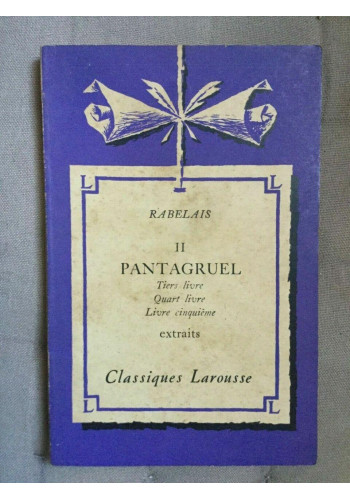 L L
RABELAIS
II
PANTAGRUEL
Tiers livre
Quart livre
Livre cinquième
extraits
Classiques Larousse
L L